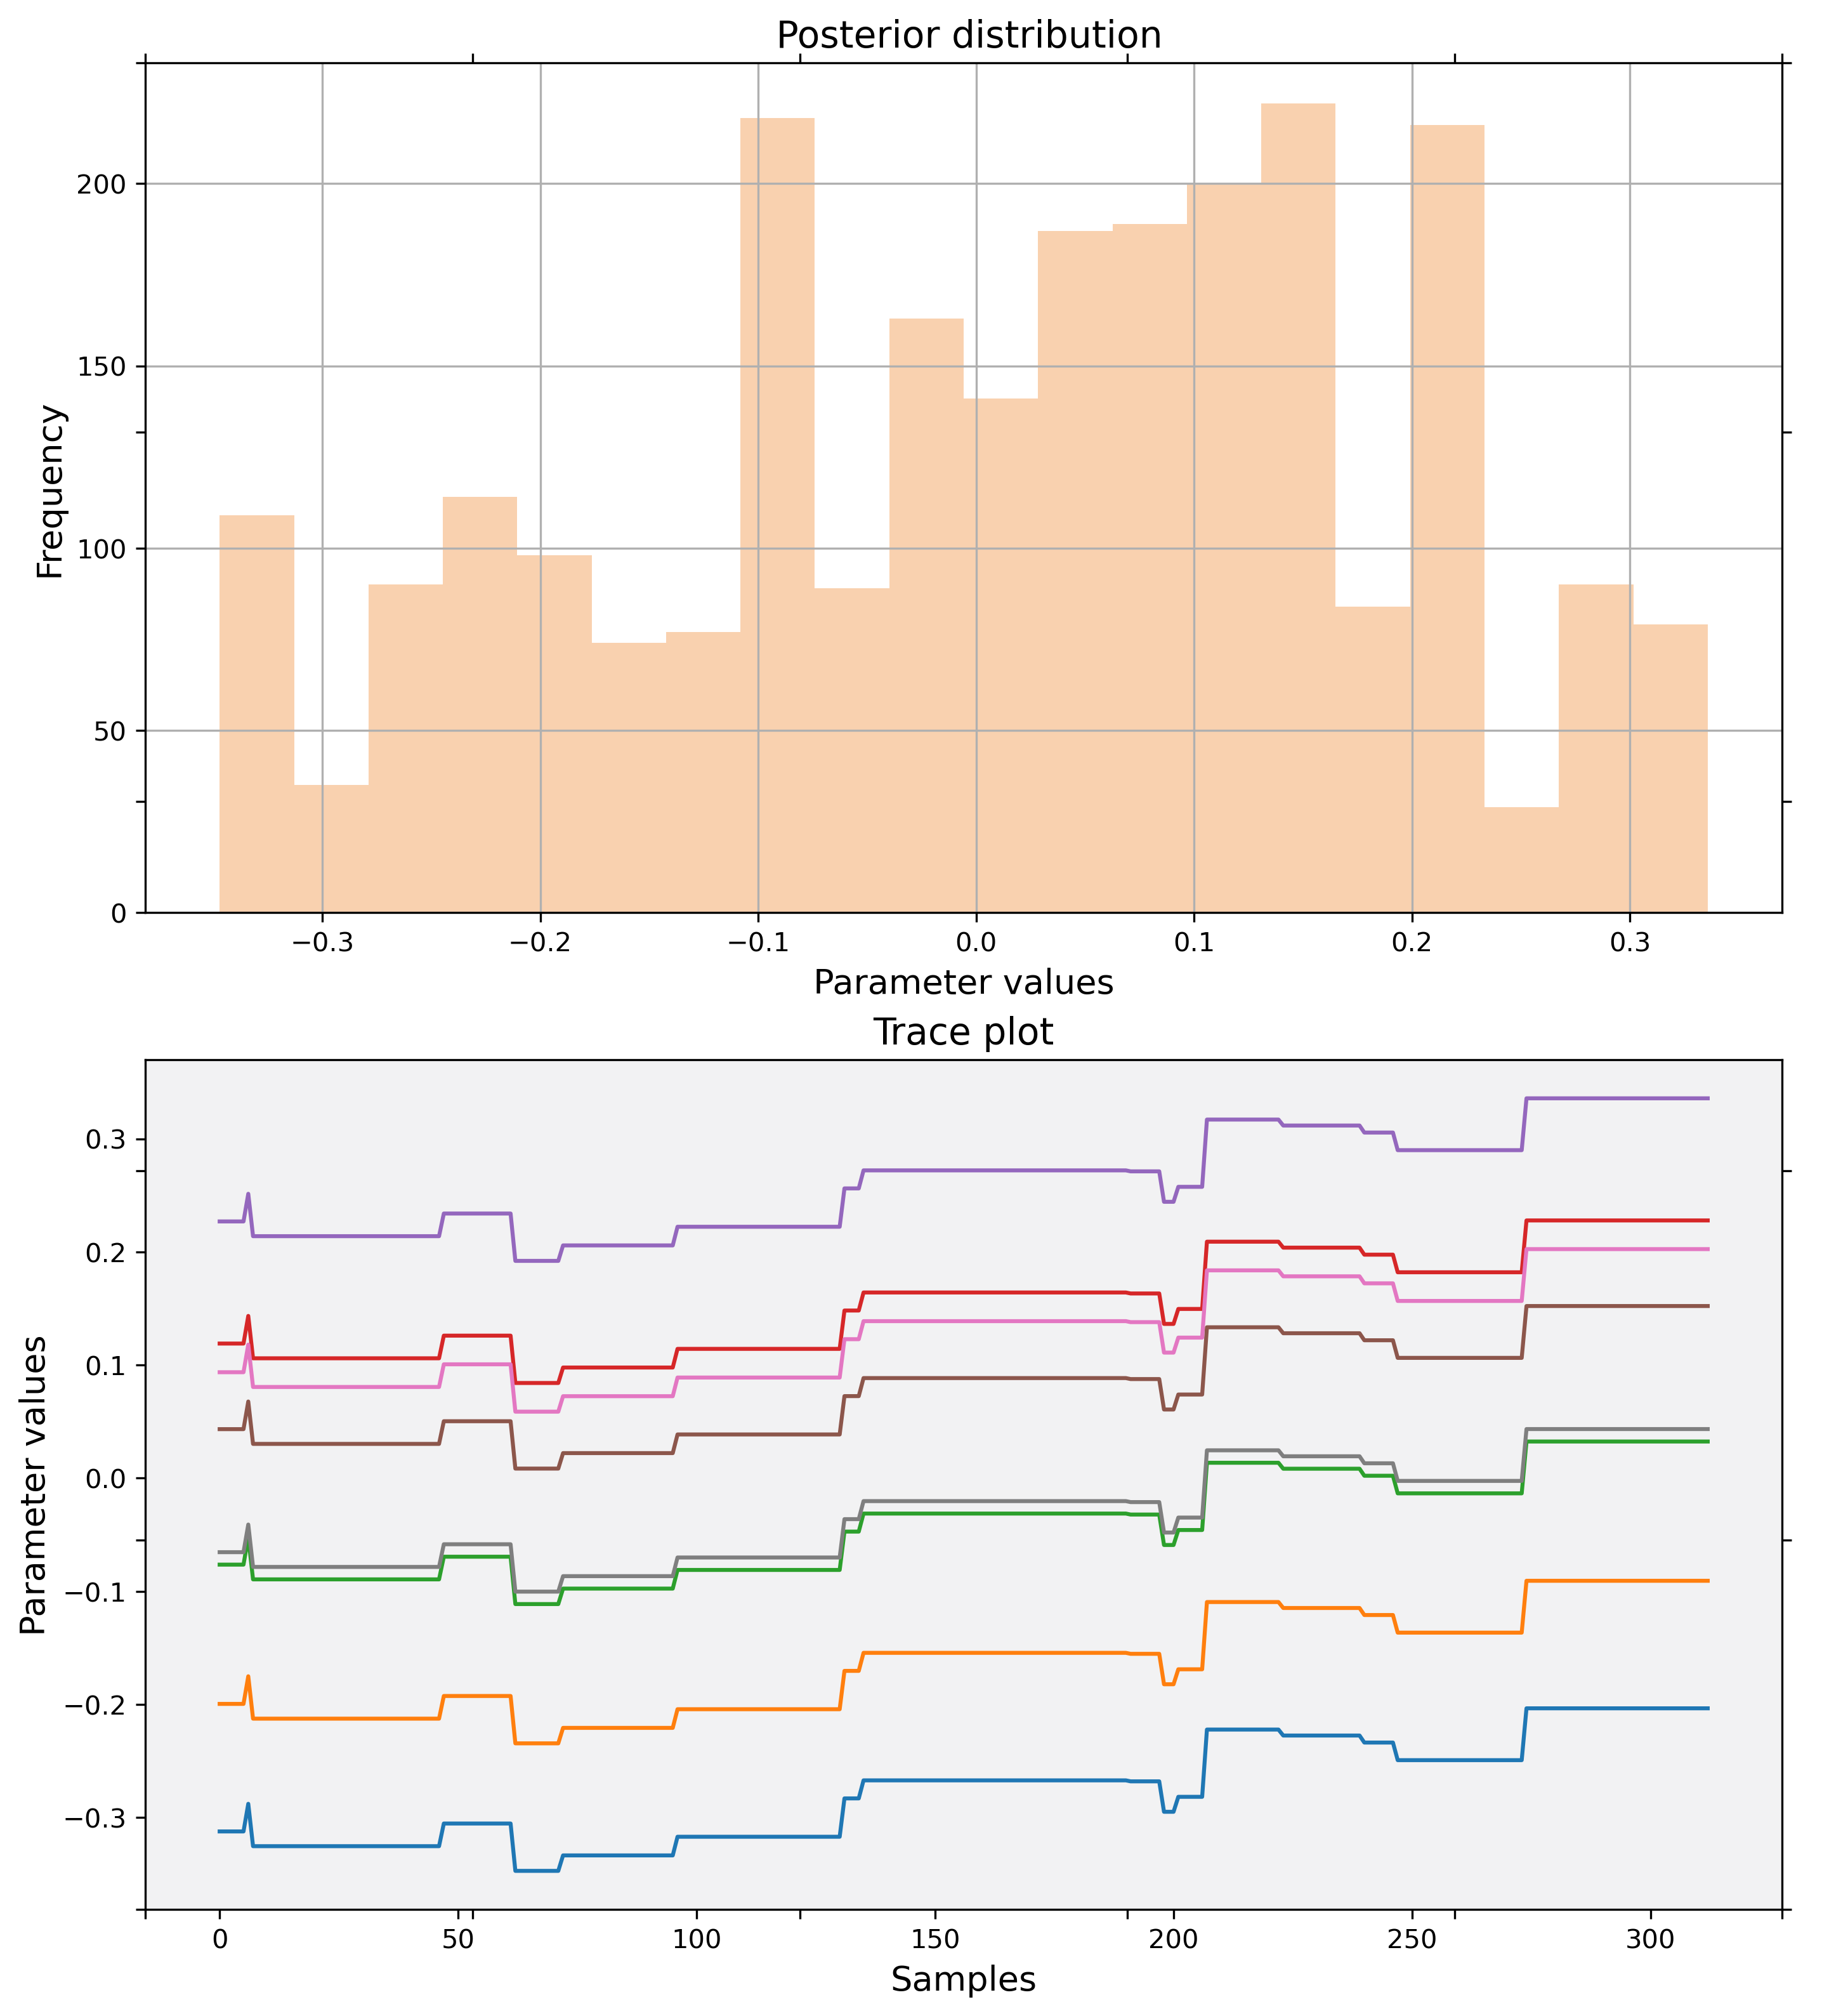 Posterior distribution
Frequency
200
150
100
50
0
−0.3 −0.2 −0.1 0.0 0.1 0.2 0.3
Parameter values
Trace plot
Parameter values
0.3
0.2
0.1
0.0
−0.1
−0.2
−0.3
0 50 100 150 200 250 300
Samples